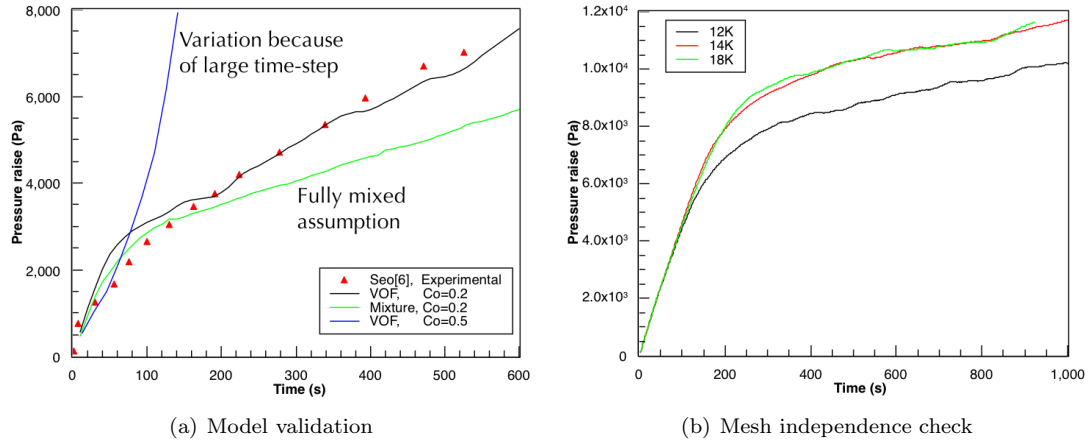 8,000
6,000
4,000
2,000
0
Pressure raise (Pa)
Variation because
of large time-step
Fully mixed
assumption
Seo[6], Experimental
VOF, Co=0.2
Mixture, Co=0.2
VOF, Co=0.5
0 100 200 300 400 500 600
Time (s)
(a) Model validation
1.2x10⁴
1.0x10⁴
8.0x10³
6.0x10³
4.0x10³
2.0x10³
0
Pressure raise (Pa)
12K
14K
18K
0 200 400 600 800 1,000
Time (s)
(b) Mesh independence check